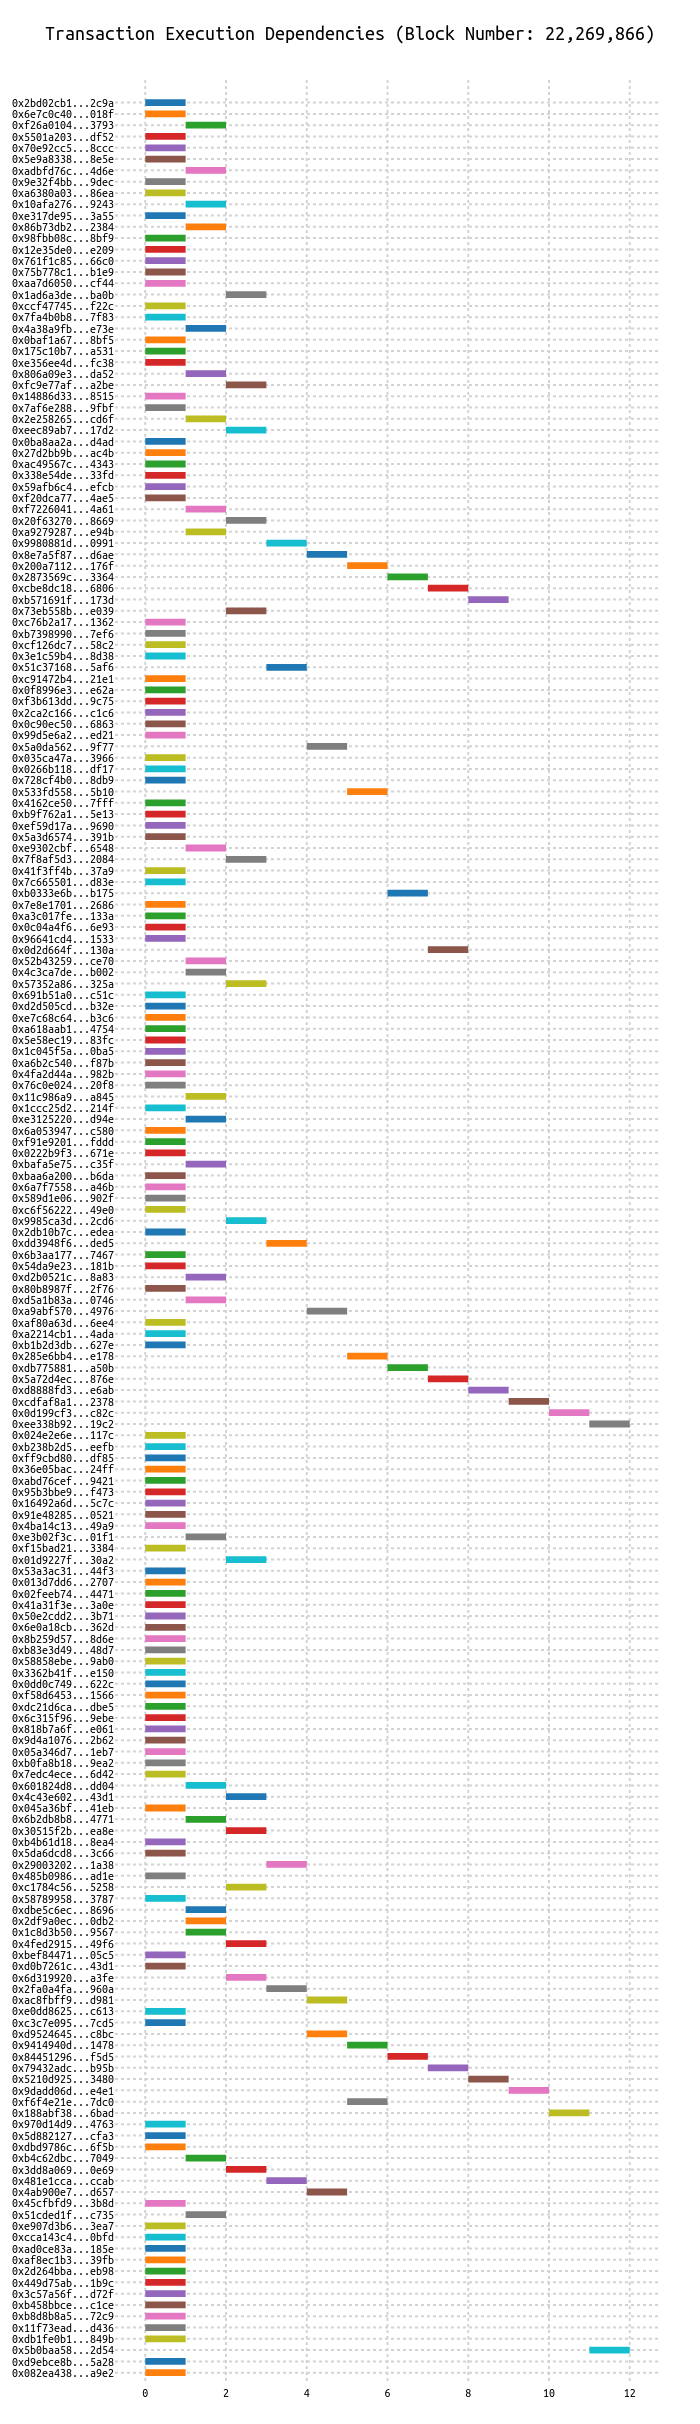 Transaction Execution Dependencies (Block Number: 22,269,866)
0x2bd02cb1...2c9a
0x6e7c0c40...018f
0xf26a0104...3793
0x5501a203...df52
0x70e92cc5...8ccc
0x5e9a8338...8e5e
0xadbfd76c...4d6e
0x9e32f4bb...9dec
0xa6380a03...86ea
0x10afa276...9243
0xe317de95...3a55
0x86b73db2...2384
0x98fbb08c...8bf9
0x12e35de0...e209
0x761f1c85...66c0
0x75b778c1...b1e9
0xaa7d6050...cf44
0x1ad6a3de...ba0b
0xccf47745...f22c
0x7fa4b0b8...7f83
0x4a38a9fb...e73e
0x0baf1a67...8bf5
0x175c10b7...a531
0xe356ee4d...fc38
0x806a09e3...da52
0xfc9e77af...a2be
0x14886d33...8515
0x7af6e288...9fbf
0x2e258265...cd6f
0xeec89ab7...17d2
0x0ba8aa2a...d4ad
0x27d2bb9b...ac4b
0xac49567c...4343
0x338e54de...33fd
0x59afb6c4...efcb
0xf20dca77...4ae5
0xf7226041...4a61
0x20f63270...8669
0xa9279287...e94b
0x9980881d...0991
0x8e7a5f87...d6ae
0x200a7112...176f
0x2873569c...3364
0xcbe8dc18...6806
0xb571691f...173d
0x73eb558b...e039
0xc76b2a17...1362
0xb7398990...7ef6
0xcf126dc7...58c2
0x3e1c59b4...8d38
0x51c37168...5af6
0xc91472b4...21e1
0x0f8996e3...e62a
0xf3b613dd...9c75
0x2ca2c166...c1c6
0x0c90ec50...6863
0x99d5e6a2...ed21
0x5a0da562...9f77
0x035ca47a...3966
0x0266b118...df17
0x728cf4b0...8db9
0x533fd558...5b10
0x4162ce50...7fff
0xb9f762a1...5e13
0xef59d17a...9690
0x5a3d6574...391b
0xe9302cbf...6548
0x7f8af5d3...2084
0x41f3ff4b...37a9
0x7c665501...d83e
0xb0333e6b...b175
0x7e8e1701...2686
0xa3c017fe...133a
0x0c04a4f6...6e93
0x96641cd4...1533
0x0d2d664f...130a
0x52b43259...ce70
0x4c3ca7de...b002
0x57352a86...325a
0x691b51a0...c51c
0xd2d505cd...b32e
0xe7c68c64...b3c6
0xa618aab1...4754
0x5e58ec19...83fc
0x1c045f5a...0ba5
0xa6b2c540...f87b
0x4fa2d44a...982b
0x76c0e024...20f8
0x11c986a9...a845
0x1ccc25d2...214f
0xe3125220...d94e
0x6a053947...c580
0xf91e9201...fddd
0x0222b9f3...671e
0xbafa5e75...c35f
0xbaa6a200...b6da
0x6a7f7558...a46b
0x589d1e06...902f
0xc6f56222...49e0
0x9985ca3d...2cd6
0x2db10b7c...edea
0xdd3948f6...ded5
0x6b3aa177...7467
0x54da9e23...181b
0xd2b0521c...8a83
0x80b8987f...2f76
0xd5a1b83a...0746
0xa9abf570...4976
0xaf80a63d...6ee4
0xa2214cb1...4ada
0xb1b2d3db...627e
0x285e6bb4...e178
0xdb775881...a50b
0x5a72d4ec...876e
0xd8888fd3...e6ab
0xcdfaf8a1...2378
0x0d199cf3...c82c
0xee338b92...19c2
0x024e2e6e...117c
0xb238b2d5...eefb
0xff9cbd80...df85
0x36e05bac...24ff
0xabd76cef...9421
0x95b3bbe9...f473
0x16492a6d...5c7c
0x91e48285...0521
0x4ba14c13...49a9
0xe3b02f3c...01f1
0xf15bad21...3384
0x01d9227f...30a2
0x53a3ac31...44f3
0x013d7dd6...2707
0x02feeb74...4471
0x41a31f3e...3a0e
0x50e2cdd2...3b71
0x6e0a18cb...362d
0x8b259d57...8d6e
0xb83e3d49...48d7
0x58858ebe...9ab0
0x3362b41f...e150
0x0dd0c749...622c
0xf58d6453...1566
0xdc21d6ca...dbe5
0x6c315f96...9ebe
0x818b7a6f...e061
0x9d4a1076...2b62
0x05a346d7...1eb7
0xb0fa8b18...9ea2
0x7edc4ece...6d42
0x601824d8...dd04
0x4c43e602...43d1
0x045a36bf...41eb
0x6b2db8b8...4771
0x30515f2b...ea8e
0xb4b61d18...8ea4
0x5da6dcd8...3c66
0x29003202...1a38
0x485b0986...ad1e
0xc1784c56...5258
0x58789958...3787
0xdbe5c6ec...8696
0x2df9a0ec...0db2
0x1c8d3b50...9567
0x4fed2915...49f6
0xbef84471...05c5
0xd0b7261c...43d1
0x6d319920...a3fe
0x2fa0a4fa...960a
0xac8fbff9...d981
0xe0dd8625...c613
0xc3c7e095...7cd5
0xd9524645...c8bc
0x9414940d...1478
0x84451296...f5d5
0x79432adc...b95b
0x5210d925...3480
0x9dadd06d...e4e1
0xf6f4e21e...7dc0
0x188abf38...6bad
0x970d14d9...4763
0x5d882127...cfa3
0xdbd9786c...6f5b
0xb4c62dbc...7049
0x3dd8a069...0e69
0x481e1cca...ccab
0x4ab900e7...d657
0x45cfbfd9...3b8d
0x51cded1f...c735
0xe907d3b6...3ea7
0xcca143c4...0bfd
0xad0ce83a...185e
0xaf8ec1b3...39fb
0x2d264bba...eb98
0x449d75ab...1b9c
0x3c57a56f...d72f
0xb458bbce...c1ce
0xb8d8b8a5...72c9
0x11f73ead...d436
0xdb1fe0b1...849b
0x5b0baa58...2d54
0xd9ebce8b...5a28
0x082ea438...a9e2
0 2 4 6 8 10 12